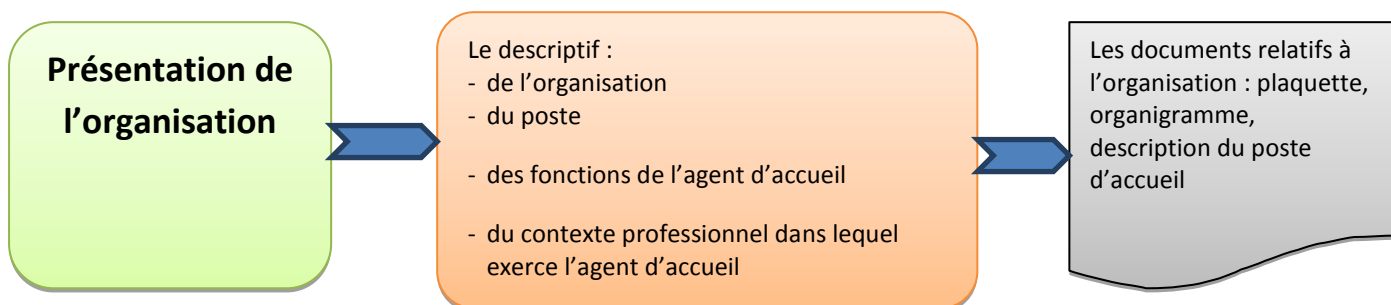 Présentation de
l’organisation
Le descriptif :
- de l’organisation
- du poste
- des fonctions de l’agent d’accueil
- du contexte professionnel dans lequel
exerce l’agent d’accueil
Les documents relatifs à
l’organisation : plaquette,
organigramme,
description du poste
d’accueil